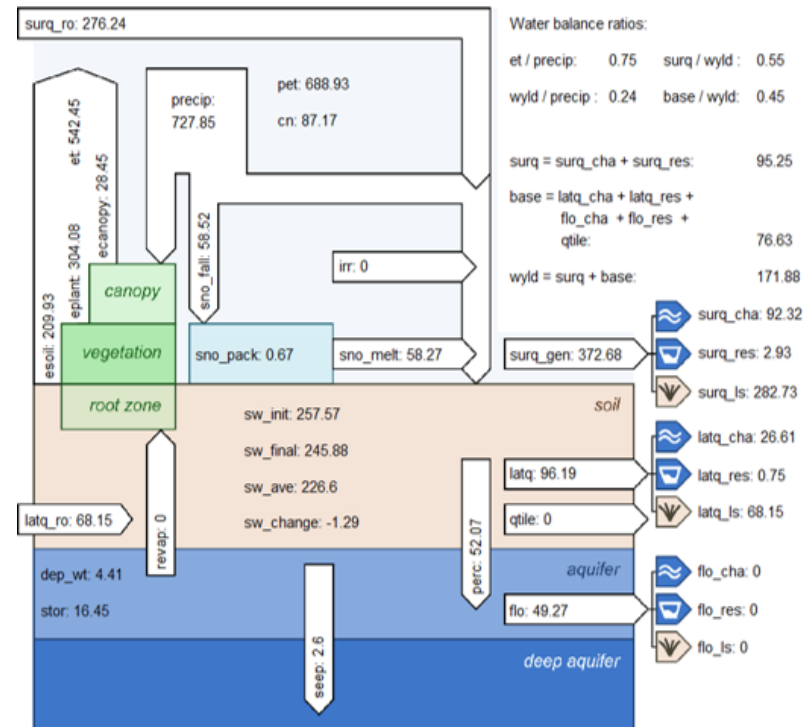 surq_ro: 276.24
Water balance ratios:
et / precip: 0.75 surq / wyld : 0.55
wyld / precip : 0.24 base / wyld: 0.45
surq = surq_cha + surq_res: 95.25
base = latq_cha + latq_res +
flo_cha + flo_res +
qtile: 76.63
wyld = surq + base: 171.88
precip:
727.85
pet: 688.93
cn: 87.17
et: 542.45
ecanopy: 28.45
eplant: 304.08
esoil: 209.93
sno_fall: 58.52
irr: 0
canopy
vegetation
root zone
sno_pack: 0.67
sno_melt: 58.27
surq_gen: 372.68
surq_cha: 92.32
surq_res: 2.93
surq_ls: 282.73
soil
sw_init: 257.57
sw_final: 245.88
sw_ave: 226.6
sw_change: -1.29
latq_ro: 68.15
revap: 0
perc: 52.07
latq: 96.19
qtile: 0
latq_cha: 26.61
latq_res: 0.75
latq_ls: 68.15
aquifer
dep_wt: 4.41
stor: 16.45
flo: 49.27
flo_cha: 0
flo_res: 0
flo_ls: 0
deep aquifer
seep: 2.6